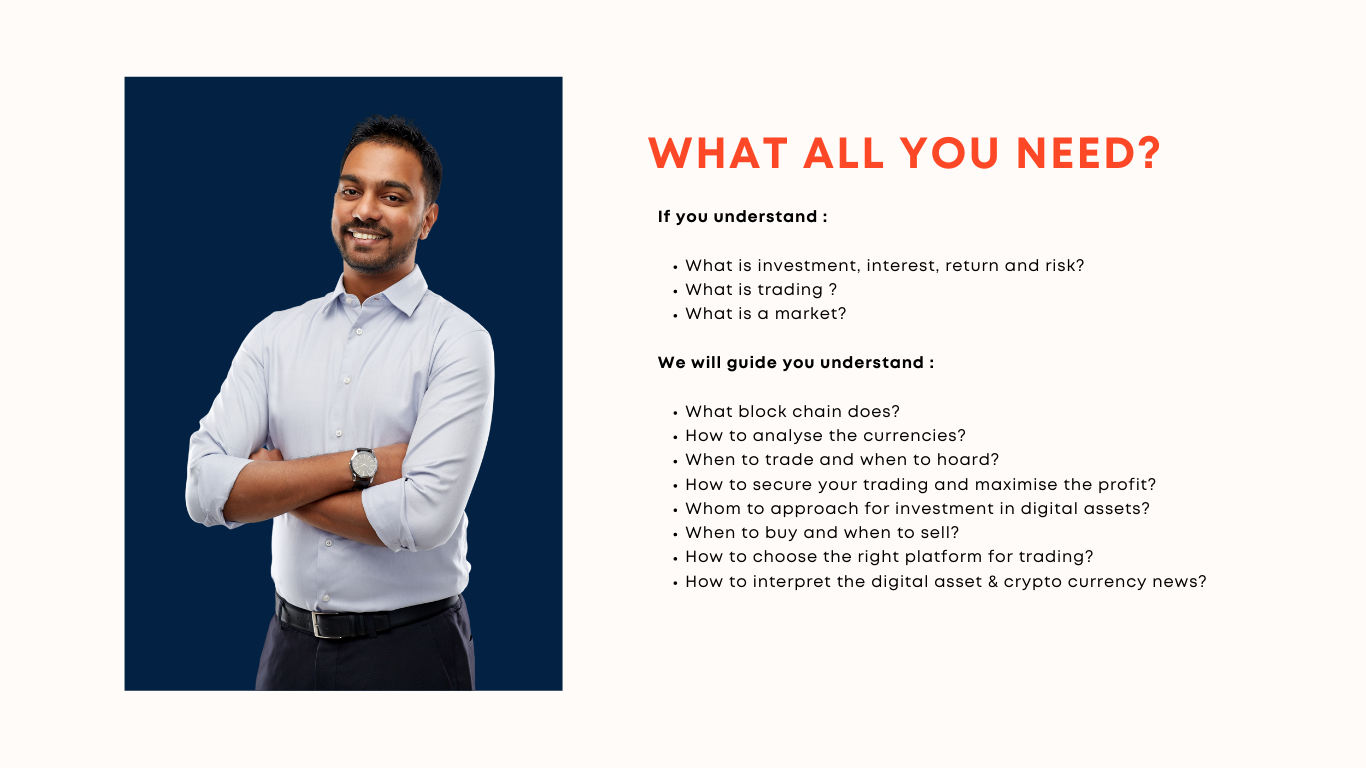 WHAT ALL YOU NEED?
If you understand :
• What is investment, interest, return and risk?
• What is trading ?
• What is a market?
We will guide you understand :
• What block chain does?
• How to analyse the currencies?
• When to trade and when to hoard?
• How to secure your trading and maximise the profit?
• Whom to approach for investment in digital assets?
• When to buy and when to sell?
• How to choose the right platform for trading?
• How to interpret the digital asset & crypto currency news?